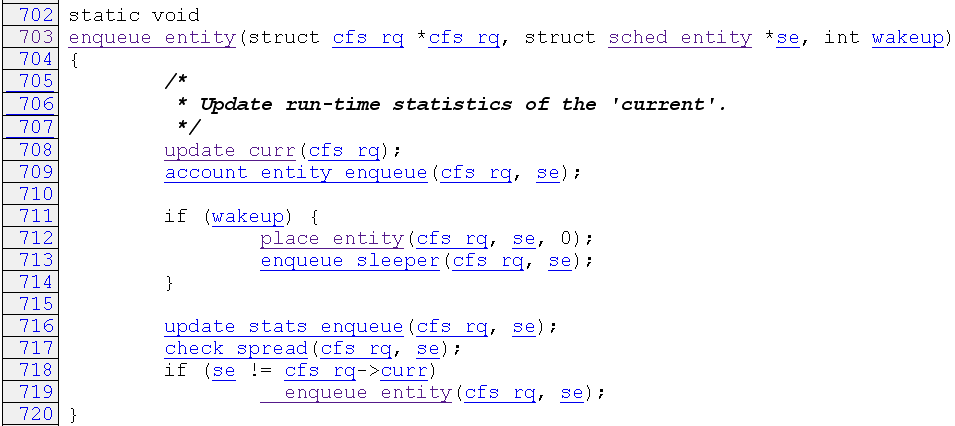 702 static void
703 enqueue_entity(struct cfs_rq *cfs_rq, struct sched_entity *se, int wakeup)
704 {
705         /*
706          * Update run-time statistics of the 'current'.
707          */
708         update_curr(cfs_rq);
709         account_entity_enqueue(cfs_rq, se);
710
711         if (wakeup) {
712                 place_entity(cfs_rq, se, 0);
713                 enqueue_sleeper(cfs_rq, se);
714         }
715
716         update_stats_enqueue(cfs_rq, se);
717         check_spread(cfs_rq, se);
718         if (se != cfs_rq->curr)
719                 __enqueue_entity(cfs_rq, se);
720 }